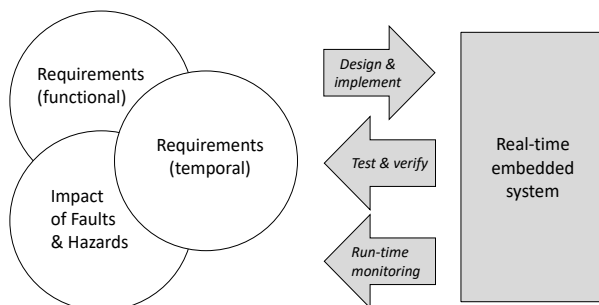 Requirements
(functional)
Requirements
(temporal)
Impact
of Faults
& Hazards
Design &
implement
Test & verify
Run-time
monitoring
Real-time
embedded
system